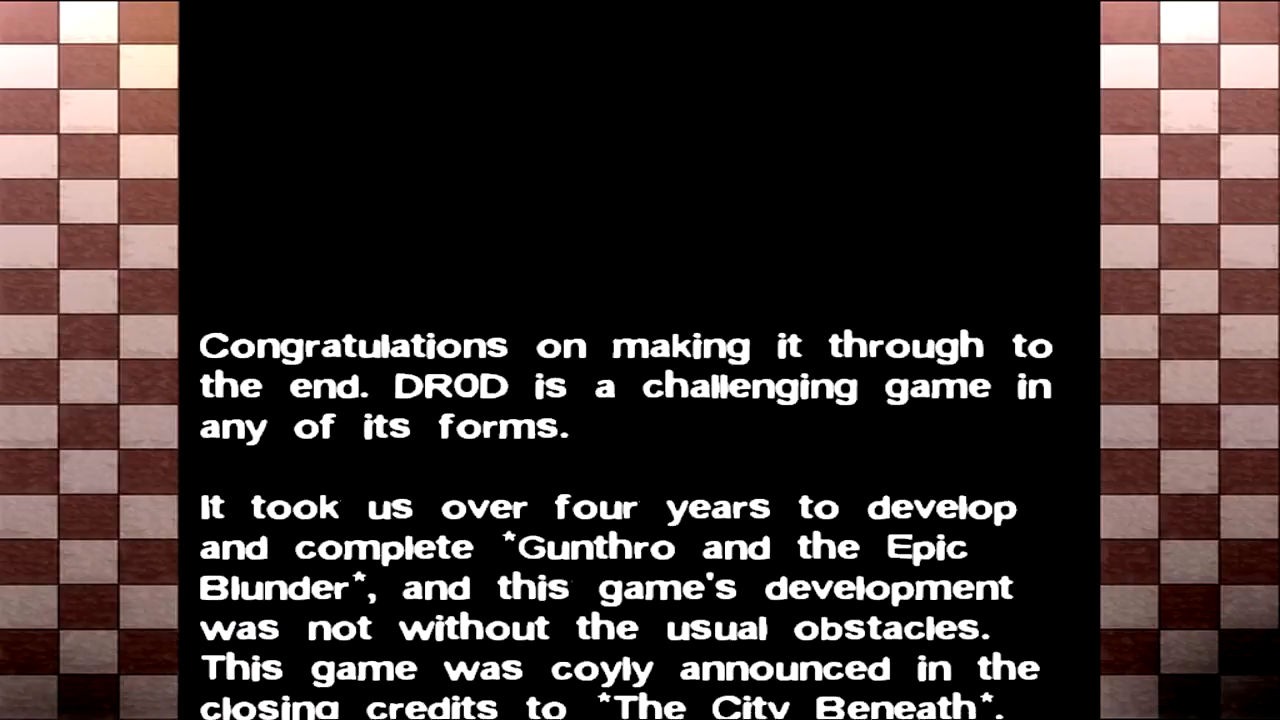 Congratulations on making it through to
the end. DROD is a challenging game in
any of its forms.
It took us over four years to develop
and complete *Gunthro and the Epic
Blunder*, and this game's development
was not without the usual obstacles.
This game was coyly announced in the
closing credits to *The City Beneath*.